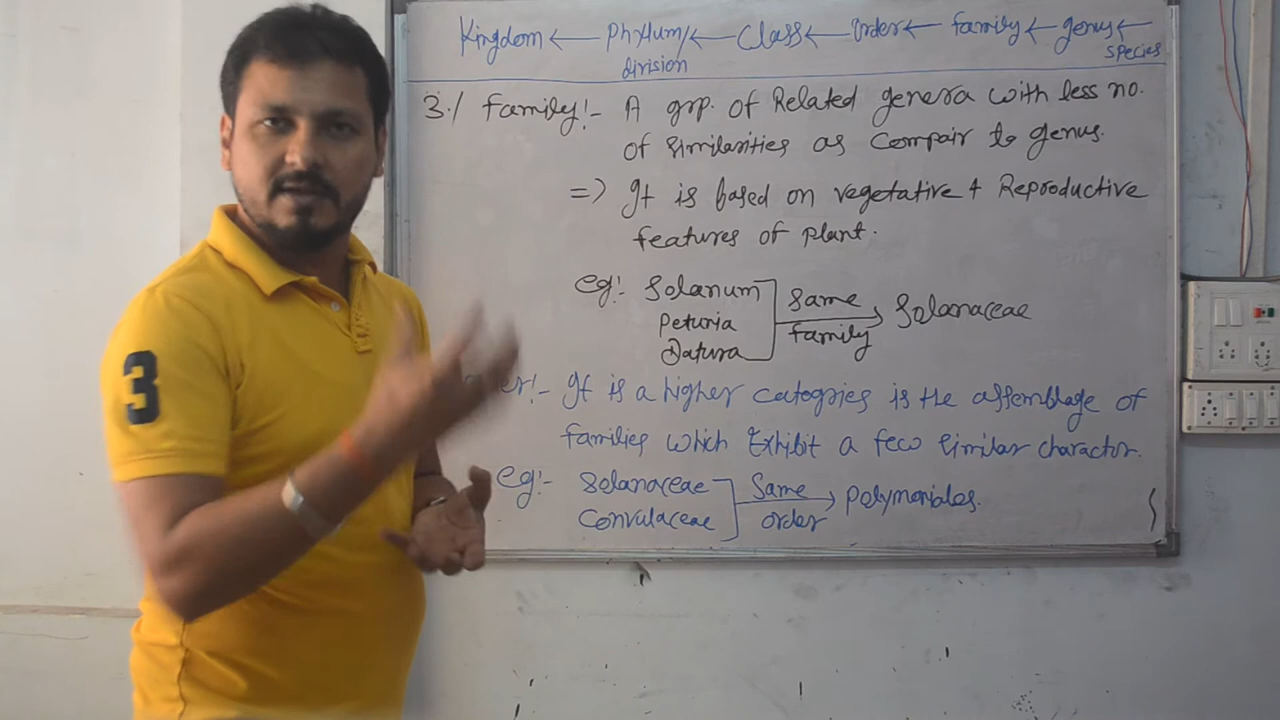 Kingdom ← Phylum/ ← Class ← Order ← family ← genus ←
division
species
3./ family!- A grp. of Related genera with less no.
of similarities as Compair to genus.
=> It is based on vegetative + Reproductive
features of plant.
eg!- Solanum
Petunia
Datura
Same
family
→ Solanaceae
It is a higher catogries is the assemblage of
families which Exhibit a few similar charactor.
eg!- Solanaceae
Convulaceae
Same
order
→ Polymoniales.
3